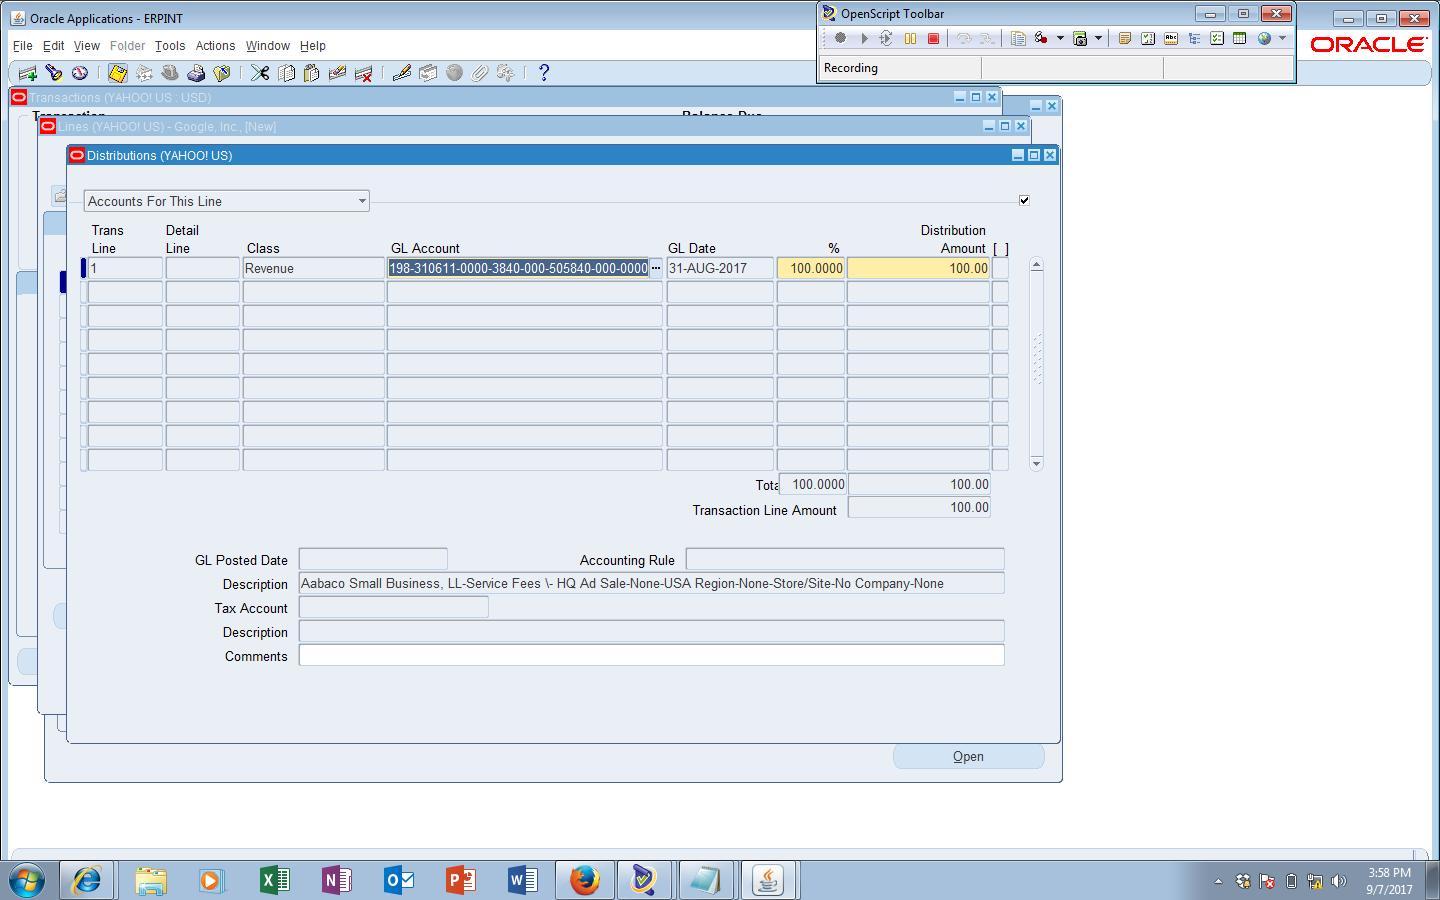 Oracle Applications - ERPINT
OpenScript Toolbar
File Edit View Folder Tools Actions Window Help
ORACLE
Recording
Transactions (YAHOO! US : USD)
Lines (YAHOO! US) - Google, Inc., [New]
Distributions (YAHOO! US)
Accounts For This Line
Trans Detail Distribution
Line Line Class GL Account GL Date % Amount [ ]
1 Revenue 198-310611-0000-3840-000-505840-000-0000 31-AUG-2017 100.0000 100.00
Tota 100.0000 100.00
Transaction Line Amount 100.00
GL Posted Date Accounting Rule
Description Aabaco Small Business, LL-Service Fees \- HQ Ad Sale-None-USA Region-None-Store/Site-No Company-None
Tax Account
Description
Comments
Open
3:58 PM
9/7/2017